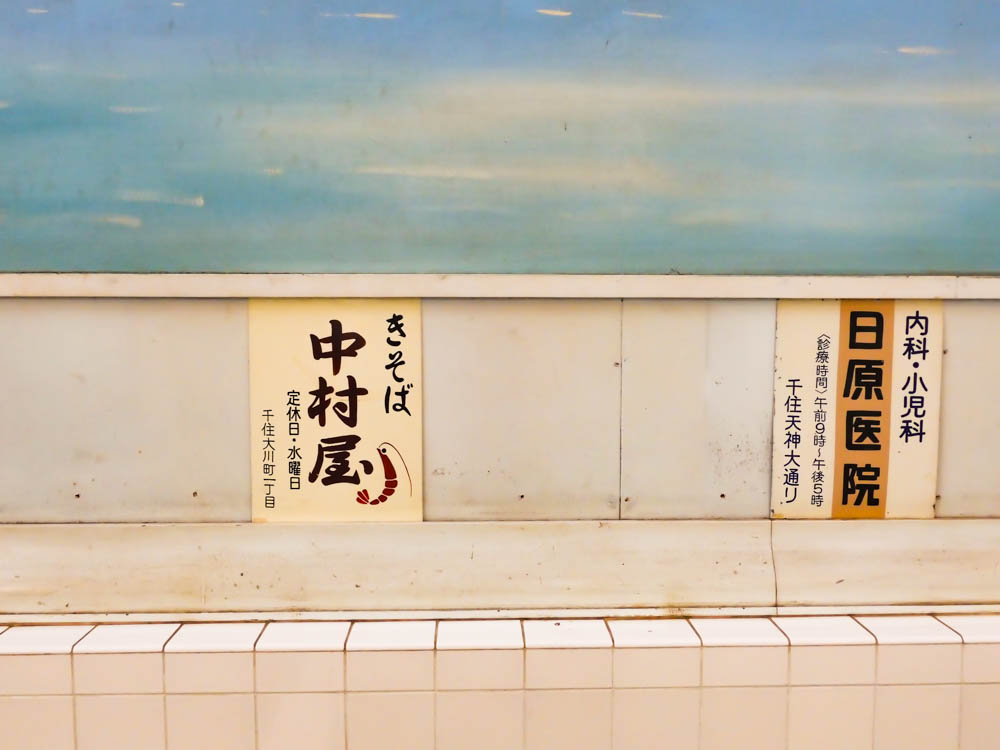 きそば
中村屋
定休日・水曜日
千住大川町一丁目
内科・小児科
日原医院
〈診療時間〉午前9時〜午後5時
千住天神大通り